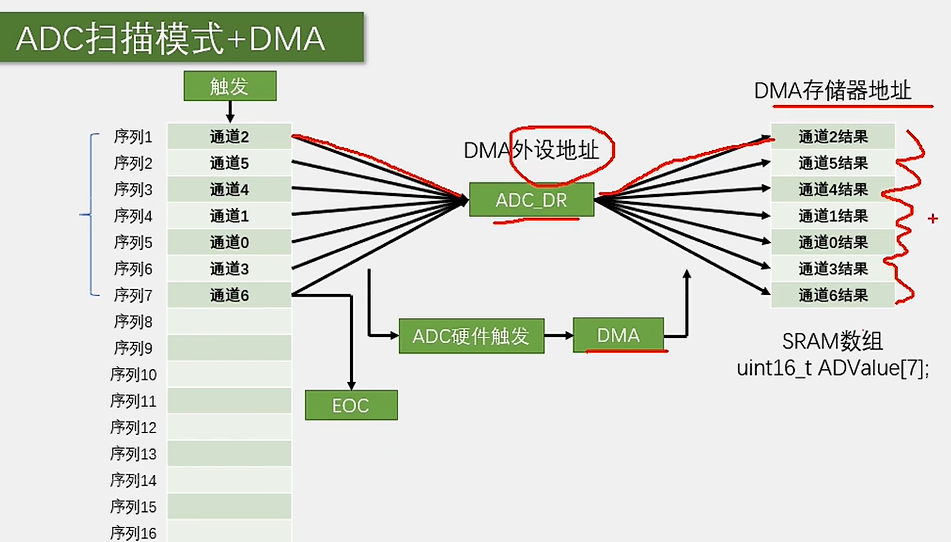 ADC扫描模式+DMA
触发
DMA存储器地址
序列1 通道2
DMA外设地址
通道2结果
序列2 通道5
通道5结果
序列3 通道4
ADC_DR
通道4结果
序列4 通道1
通道1结果
序列5 通道0
通道0结果
序列6 通道3
通道3结果
序列7 通道6
通道6结果
+
序列8
ADC硬件触发
DMA
SRAM数组
uint16_t ADValue[7];
序列9
序列10
序列11
EOC
序列12
序列13
序列14
序列15
序列16